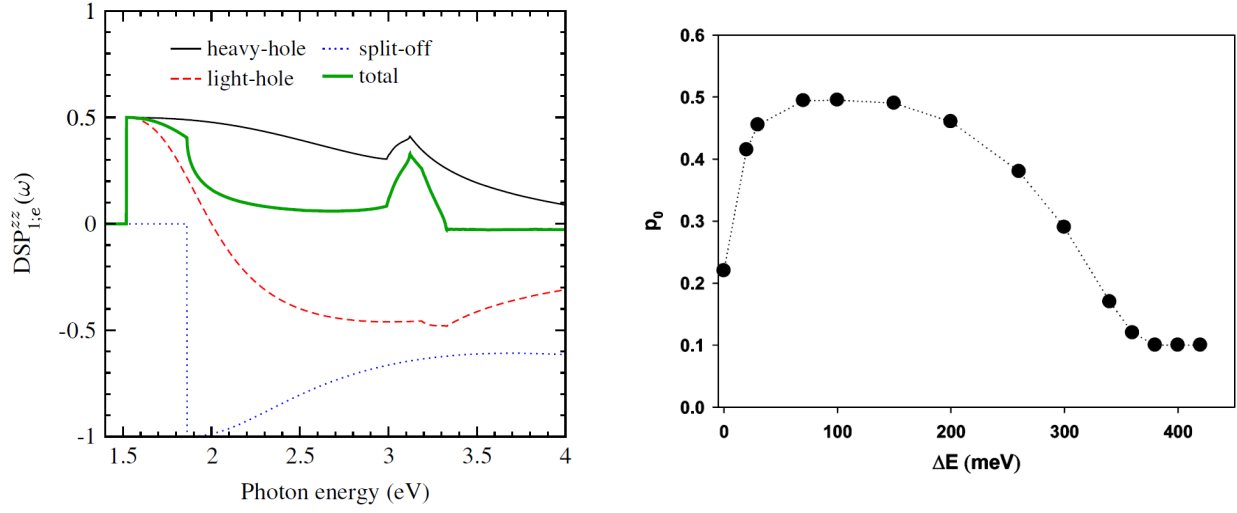 1
0.5
0
-0.5
-1
DSP^{zz}_{1;e}(ω)
heavy-hole
light-hole
split-off
total
1.5 2 2.5 3 3.5 4
Photon energy (eV)
0.6
0.5
0.4
0.3
0.2
0.1
0.0
p_0
0 100 200 300 400
ΔE (meV)